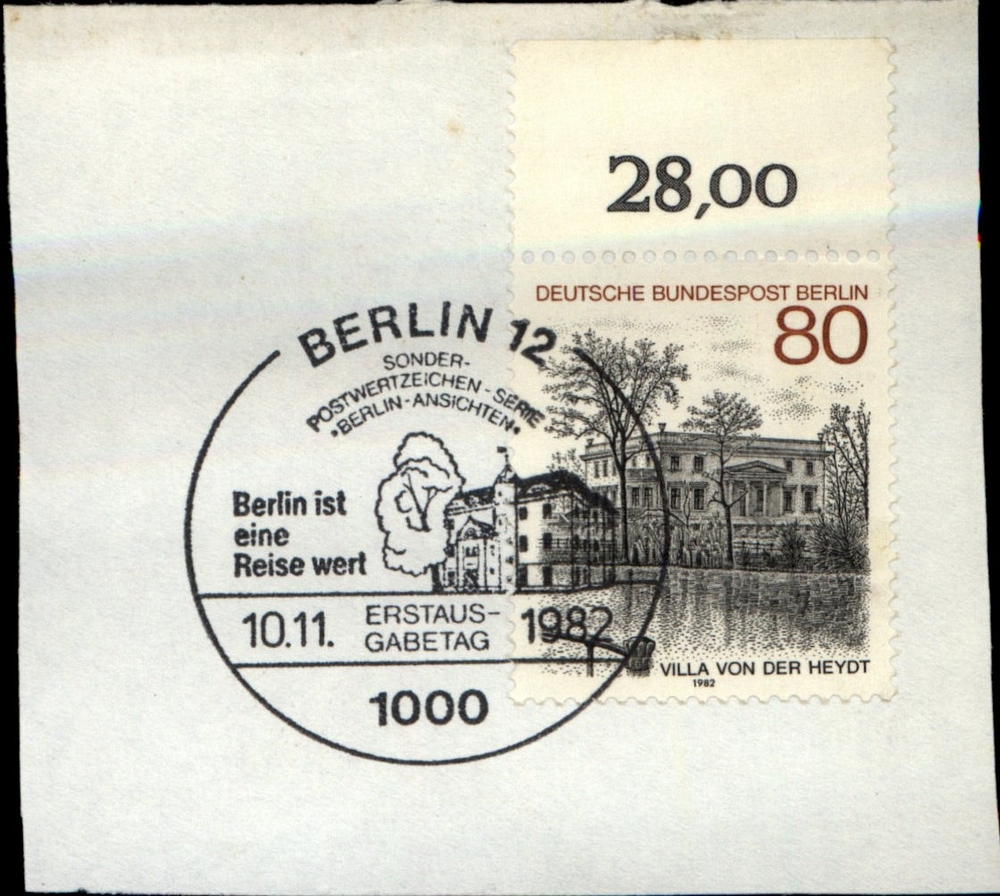 28,00
DEUTSCHE BUNDESPOST BERLIN
80
VILLA VON DER HEYDT
1982
BERLIN 12
SONDER-
POSTWERTZEICHEN-SERIE
•BERLIN-ANSICHTEN•
Berlin ist
eine
Reise wert
10.11. ERSTAUS- 1982
GABETAG
1000